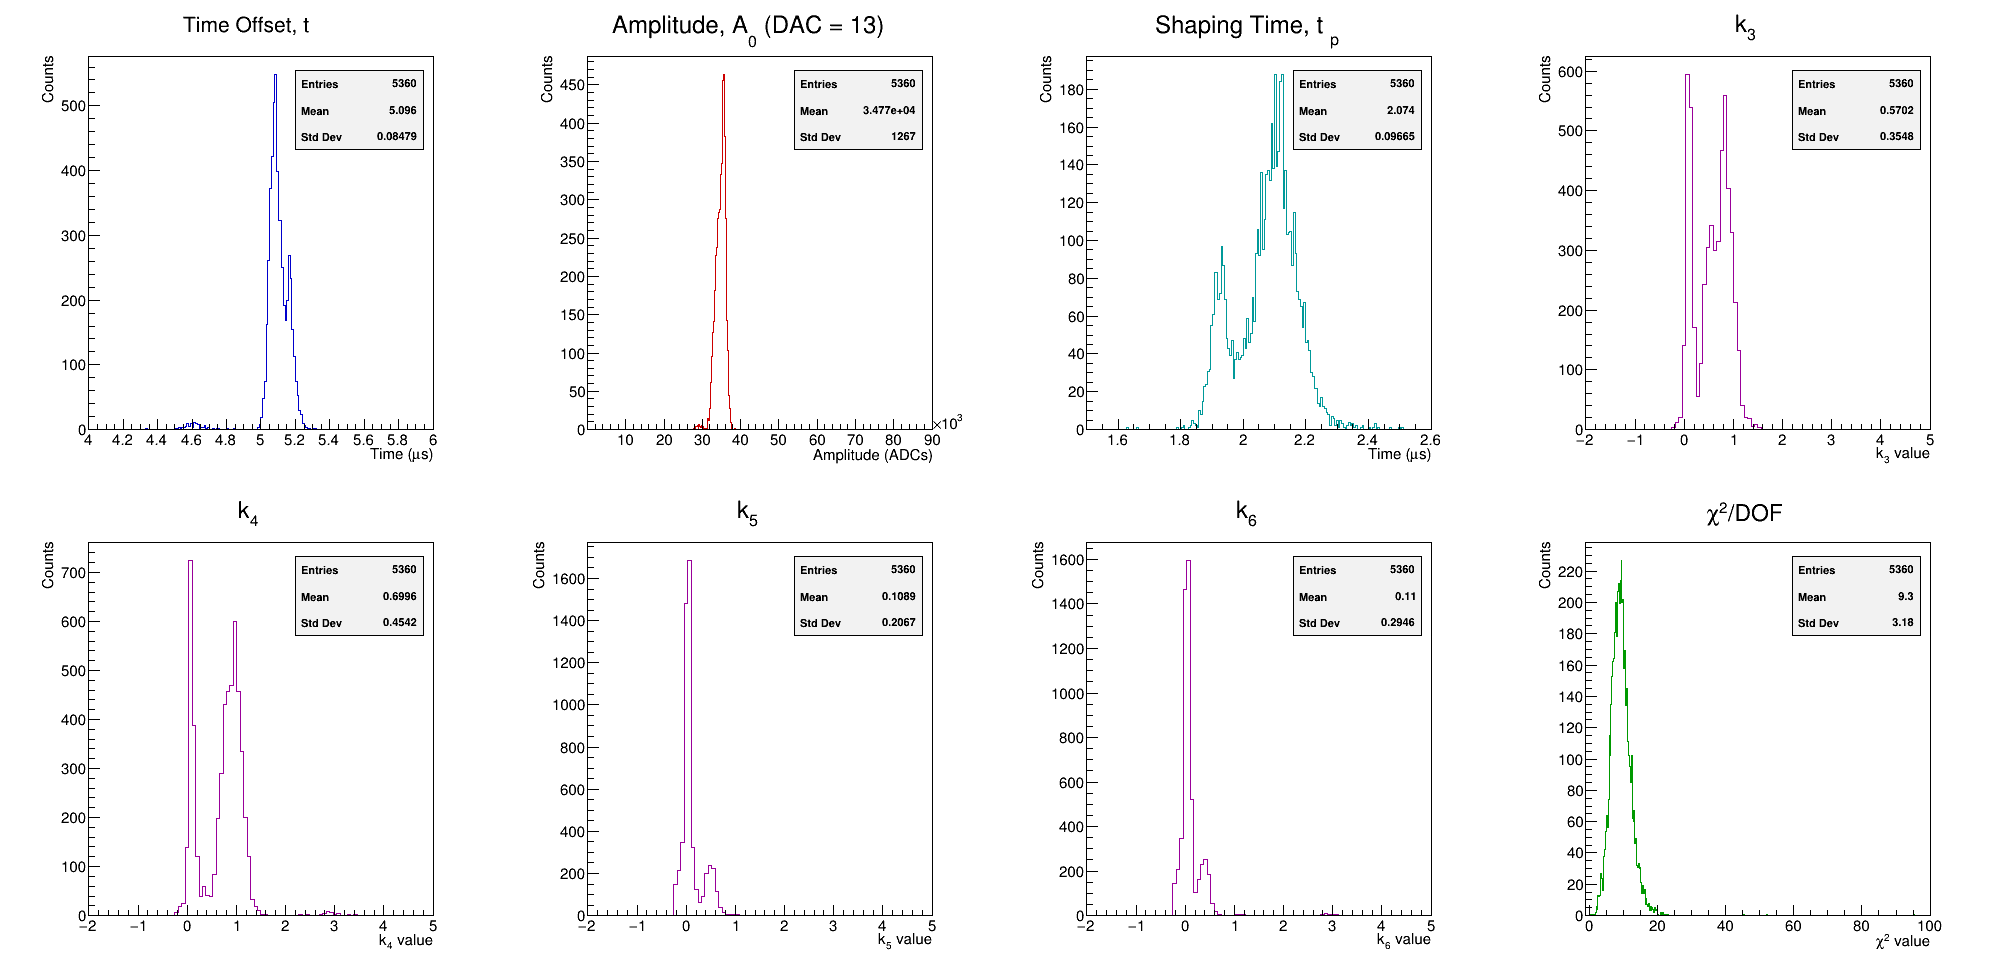 Time Offset, t
Counts
Entries 5360
Mean 5.096
Std Dev 0.08479
500
400
300
200
100
0
4 4.2 4.4 4.6 4.8 5 5.2 5.4 5.6 5.8 6
Time (μs)
Amplitude, A0 (DAC = 13)
Counts
Entries 5360
Mean 3.477e+04
Std Dev 1267
450
400
350
300
250
200
150
100
50
0
10 20 30 40 50 60 70 80 90
×10³
Amplitude (ADCs)
Shaping Time, t p
Counts
Entries 5360
Mean 2.074
Std Dev 0.09665
180
160
140
120
100
80
60
40
20
0
1.6 1.8 2 2.2 2.4 2.6
Time (μs)
k3
Counts
Entries 5360
Mean 0.5702
Std Dev 0.3548
600
500
400
300
200
100
0
−2 −1 0 1 2 3 4 5
k3 value
k4
Counts
Entries 5360
Mean 0.6996
Std Dev 0.4542
700
600
500
400
300
200
100
0
−2 −1 0 1 2 3 4 5
k4 value
k5
Counts
Entries 5360
Mean 0.1089
Std Dev 0.2067
1600
1400
1200
1000
800
600
400
200
0
−2 −1 0 1 2 3 4 5
k5 value
k6
Counts
Entries 5360
Mean 0.11
Std Dev 0.2946
1600
1400
1200
1000
800
600
400
200
0
−2 −1 0 1 2 3 4 5
k6 value
χ²/DOF
Counts
Entries 5360
Mean 9.3
Std Dev 3.18
220
200
180
160
140
120
100
80
60
40
20
0
0 20 40 60 80 100
χ² value